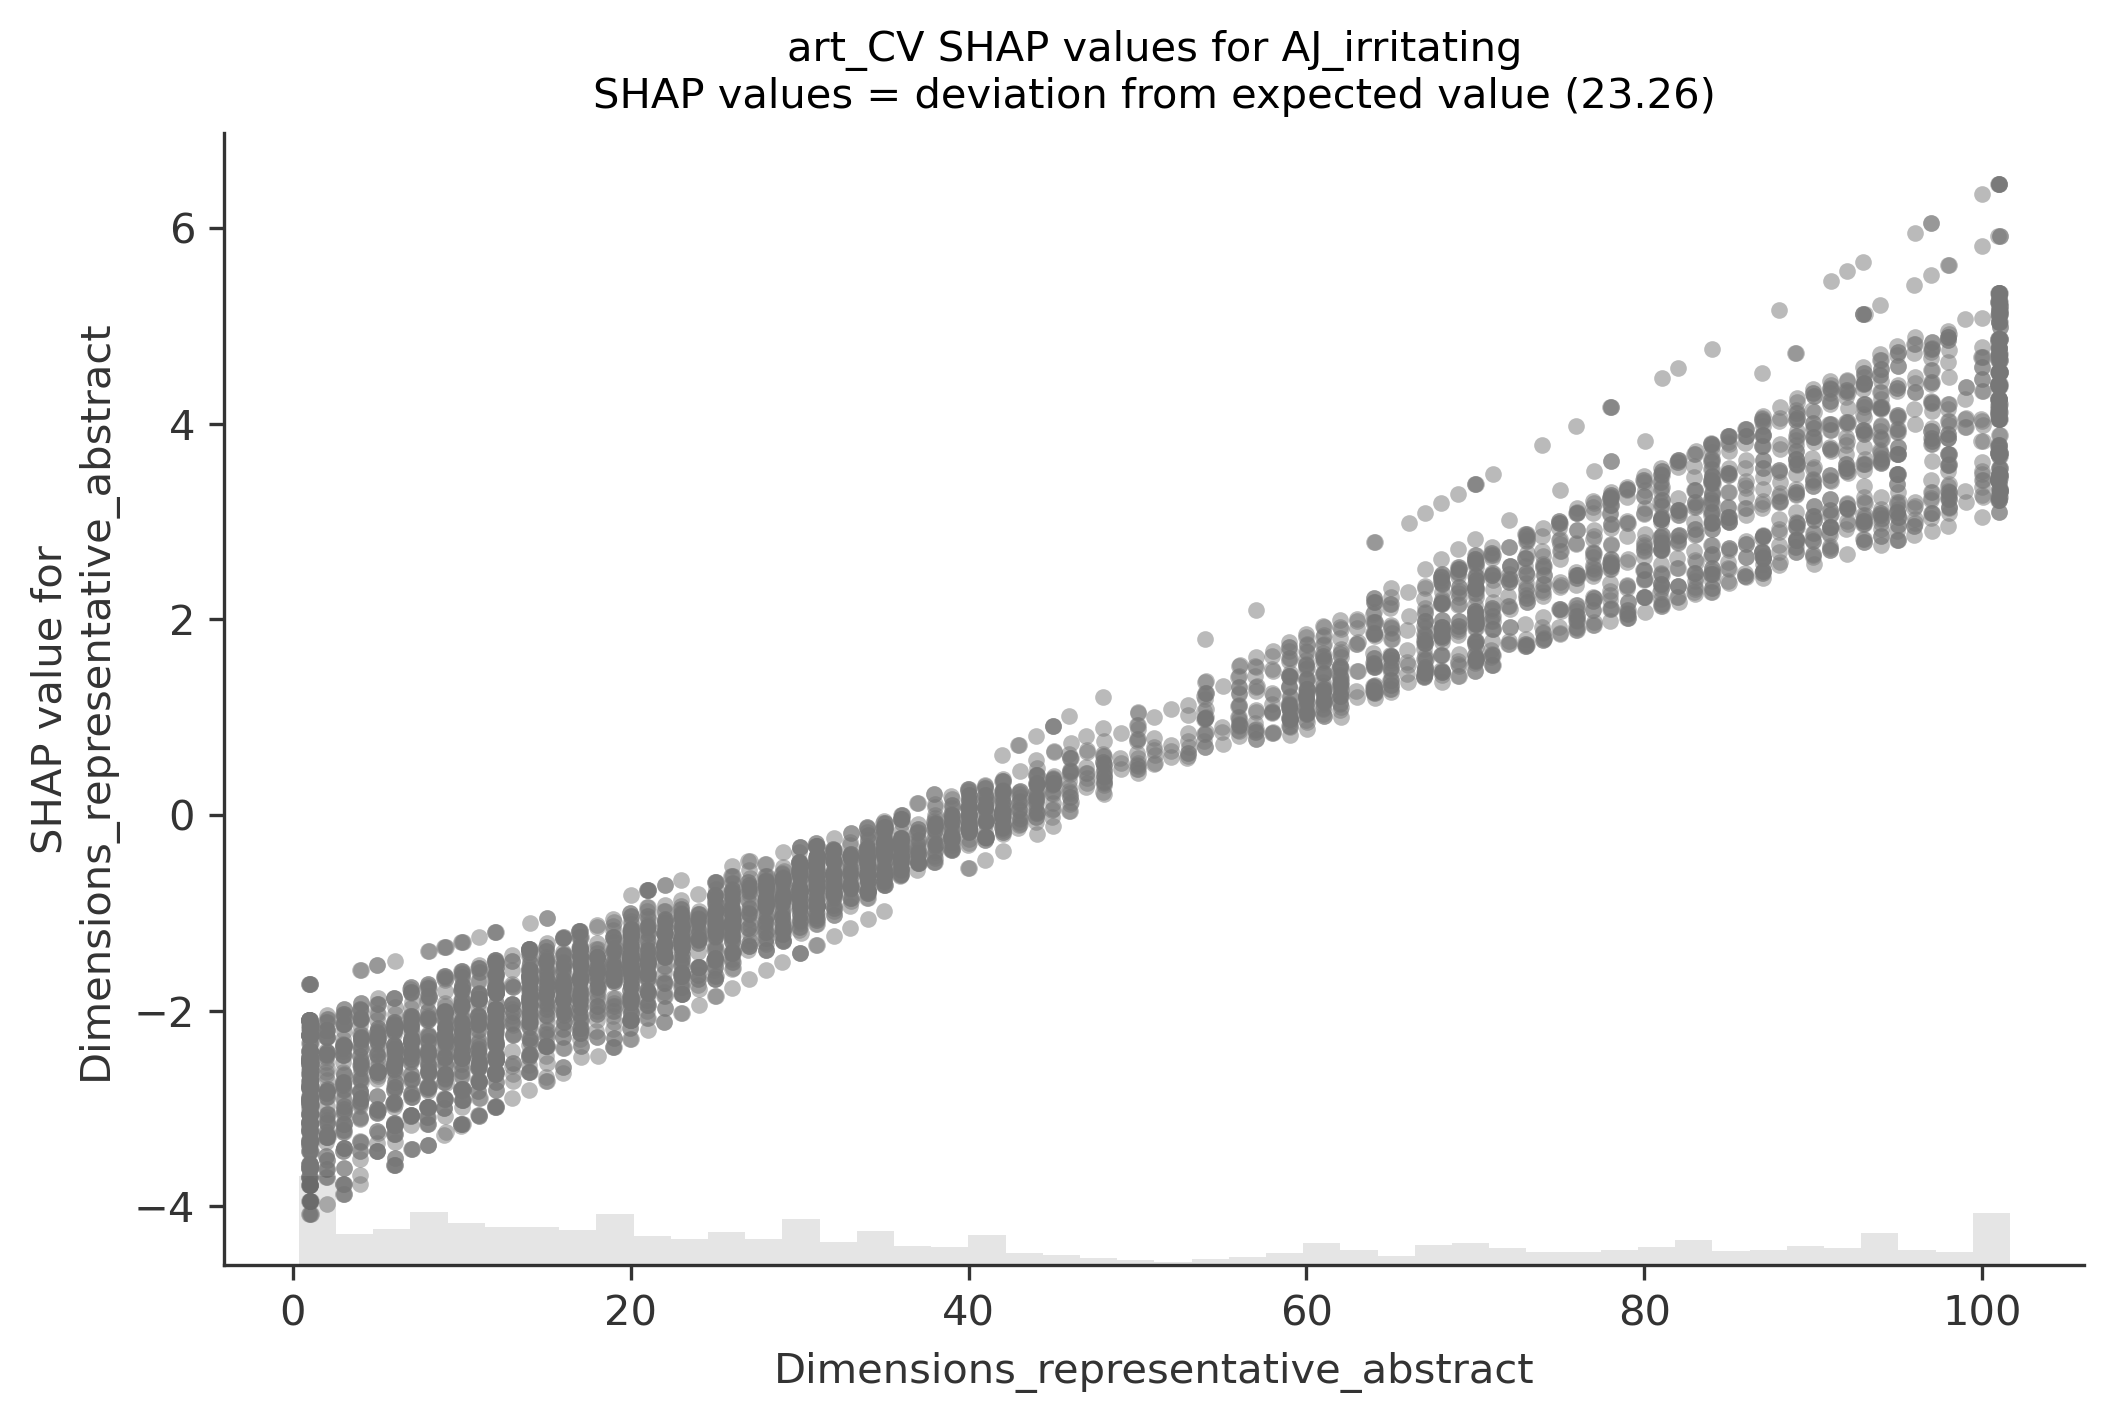 art_CV SHAP values for AJ_irritating
SHAP values = deviation from expected value (23.26)
SHAP value for
Dimensions_representative_abstract
6
4
2
0
−2
−4
0 20 40 60 80 100
Dimensions_representative_abstract